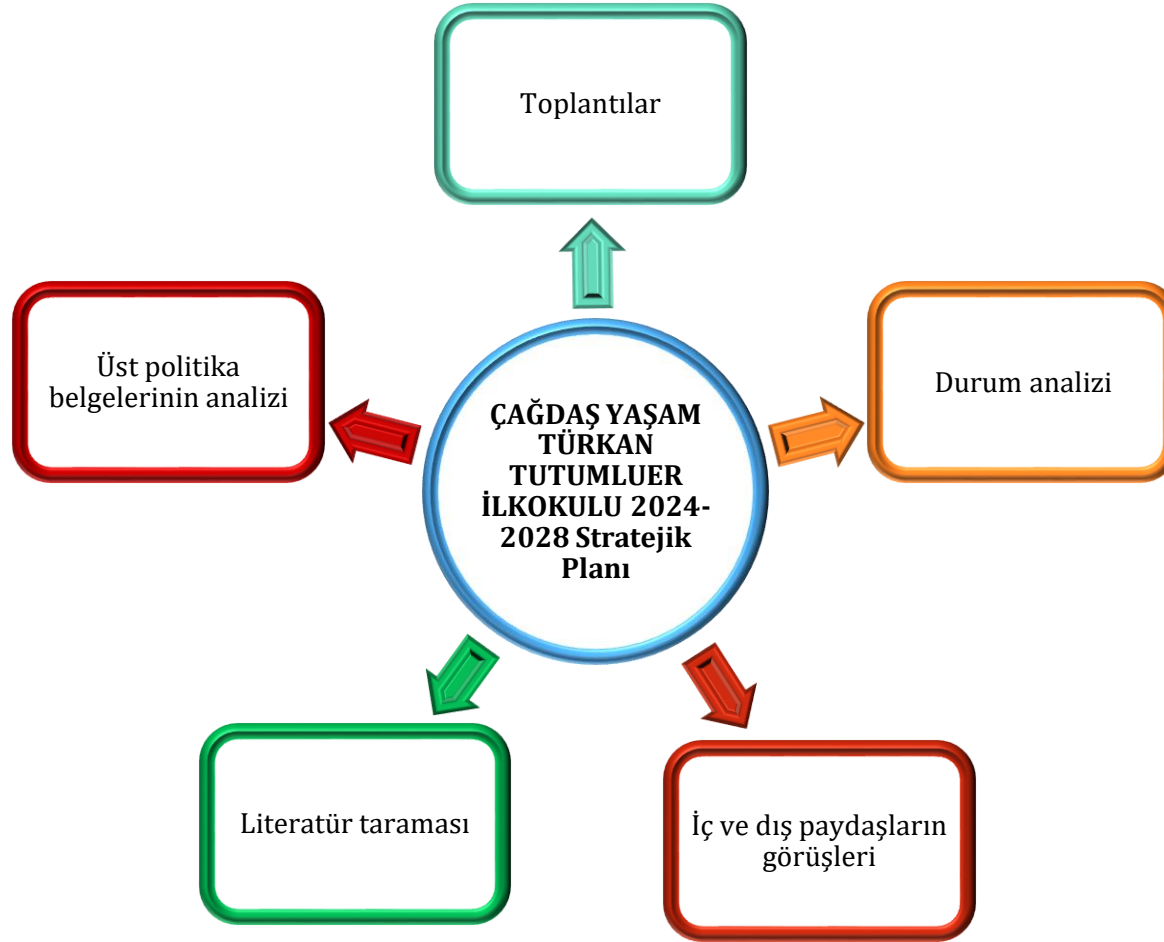 Toplantılar
Üst politika
belgelerinin analizi
Durum analizi
ÇAĞDAŞ YAŞAM
TÜRKAN
TUTUMLUER
İLKOKULU 2024-
2028 Stratejik
Planı
Literatür taraması
İç ve dış paydaşların
görüşleri